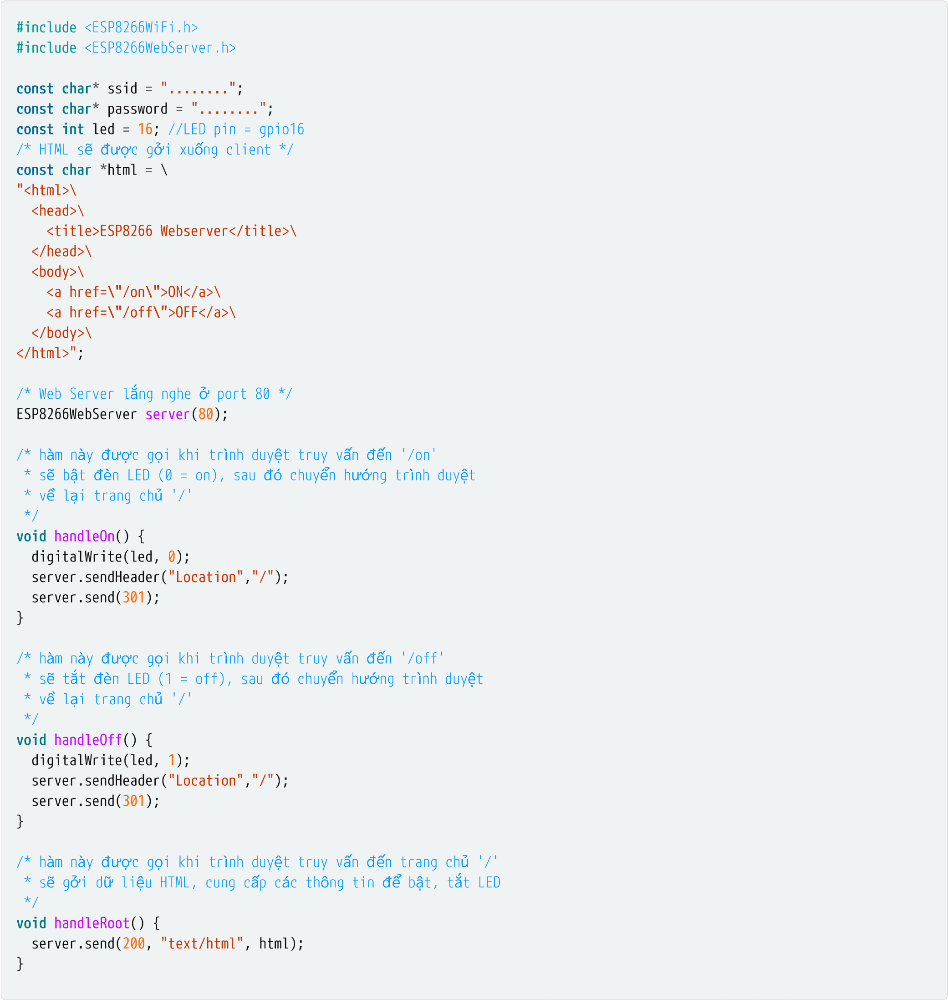 #include <ESP8266WiFi.h>
#include <ESP8266WebServer.h>

const char* ssid = "........";
const char* password = "........";
const int led = 16; //LED pin = gpio16
/* HTML sẽ được gởi xuống client */
const char *html = \
"<html>\
  <head>\
    <title>ESP8266 Webserver</title>\
  </head>\
  <body>\
    <a href=\"/on\">ON</a>\
    <a href=\"/off\">OFF</a>\
  </body>\
</html>";

/* Web Server lắng nghe ở port 80 */
ESP8266WebServer server(80);

/* hàm này được gọi khi trình duyệt truy vấn đến '/on'
 * sẽ bật đèn LED (0 = on), sau đó chuyển hướng trình duyệt
 * về lại trang chủ '/'
 */
void handleOn() {
  digitalWrite(led, 0);
  server.sendHeader("Location","/");
  server.send(301);
}

/* hàm này được gọi khi trình duyệt truy vấn đến '/off'
 * sẽ tắt đèn LED (1 = off), sau đó chuyển hướng trình duyệt
 * về lại trang chủ '/'
 */
void handleOff() {
  digitalWrite(led, 1);
  server.sendHeader("Location","/");
  server.send(301);
}

/* hàm này được gọi khi trình duyệt truy vấn đến trang chủ '/'
 * sẽ gởi dữ liệu HTML, cung cấp các thông tin để bật, tắt LED
 */
void handleRoot() {
  server.send(200, "text/html", html);
}